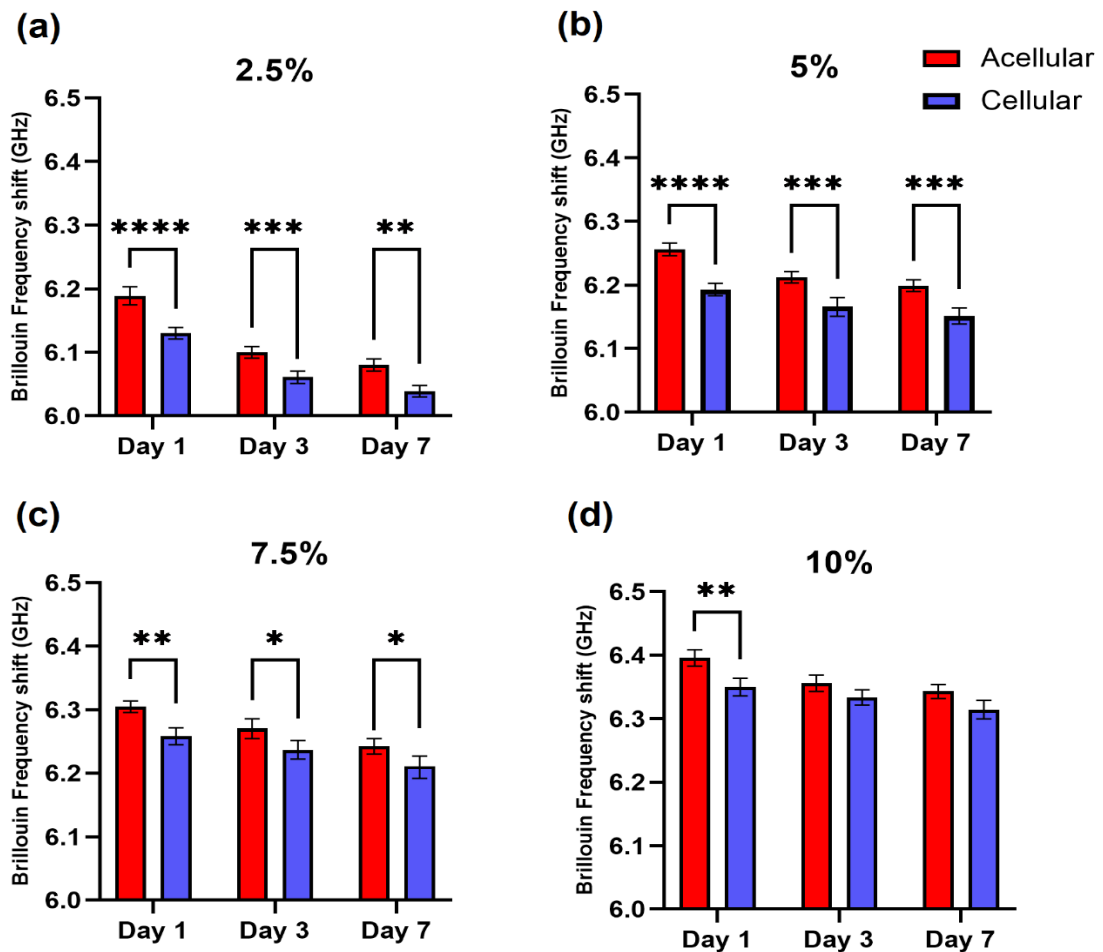 (a)
2.5%
Brillouin Frequency shift (GHz)
6.5
6.4
6.3
6.2
6.1
6.0
**** *** **
Day 1 Day 3 Day 7
(b)
5%
Acellular
Cellular
Brillouin Frequency shift (GHz)
6.5
6.4
6.3
6.2
6.1
6.0
**** *** ***
Day 1 Day 3 Day 7
(c)
7.5%
Brillouin Frequency shift (GHz)
6.5
6.4
6.3
6.2
6.1
6.0
** * *
Day 1 Day 3 Day 7
(d)
10%
Brillouin Frequency shift (GHz)
6.5
6.4
6.3
6.2
6.1
6.0
**
Day 1 Day 3 Day 7